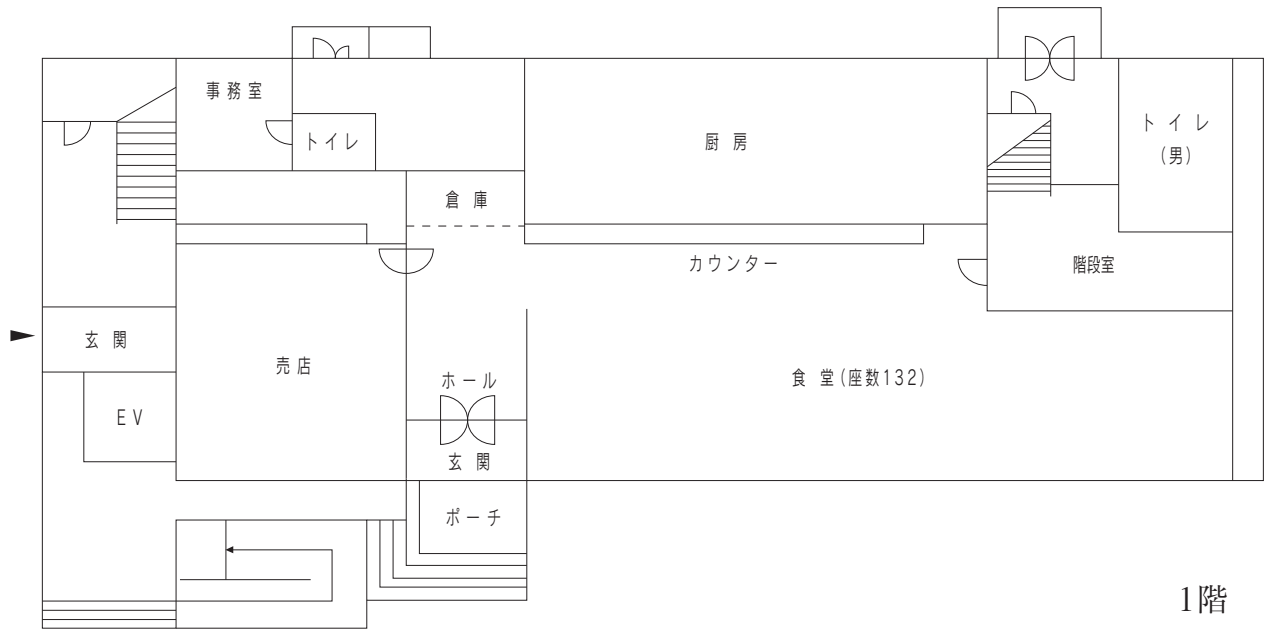 事務室
トイレ
厨房
トイレ
(男)
倉庫
カウンター
階段室
玄関
売店
ホール
食堂(座数132)
EV
玄関
ポーチ
1階